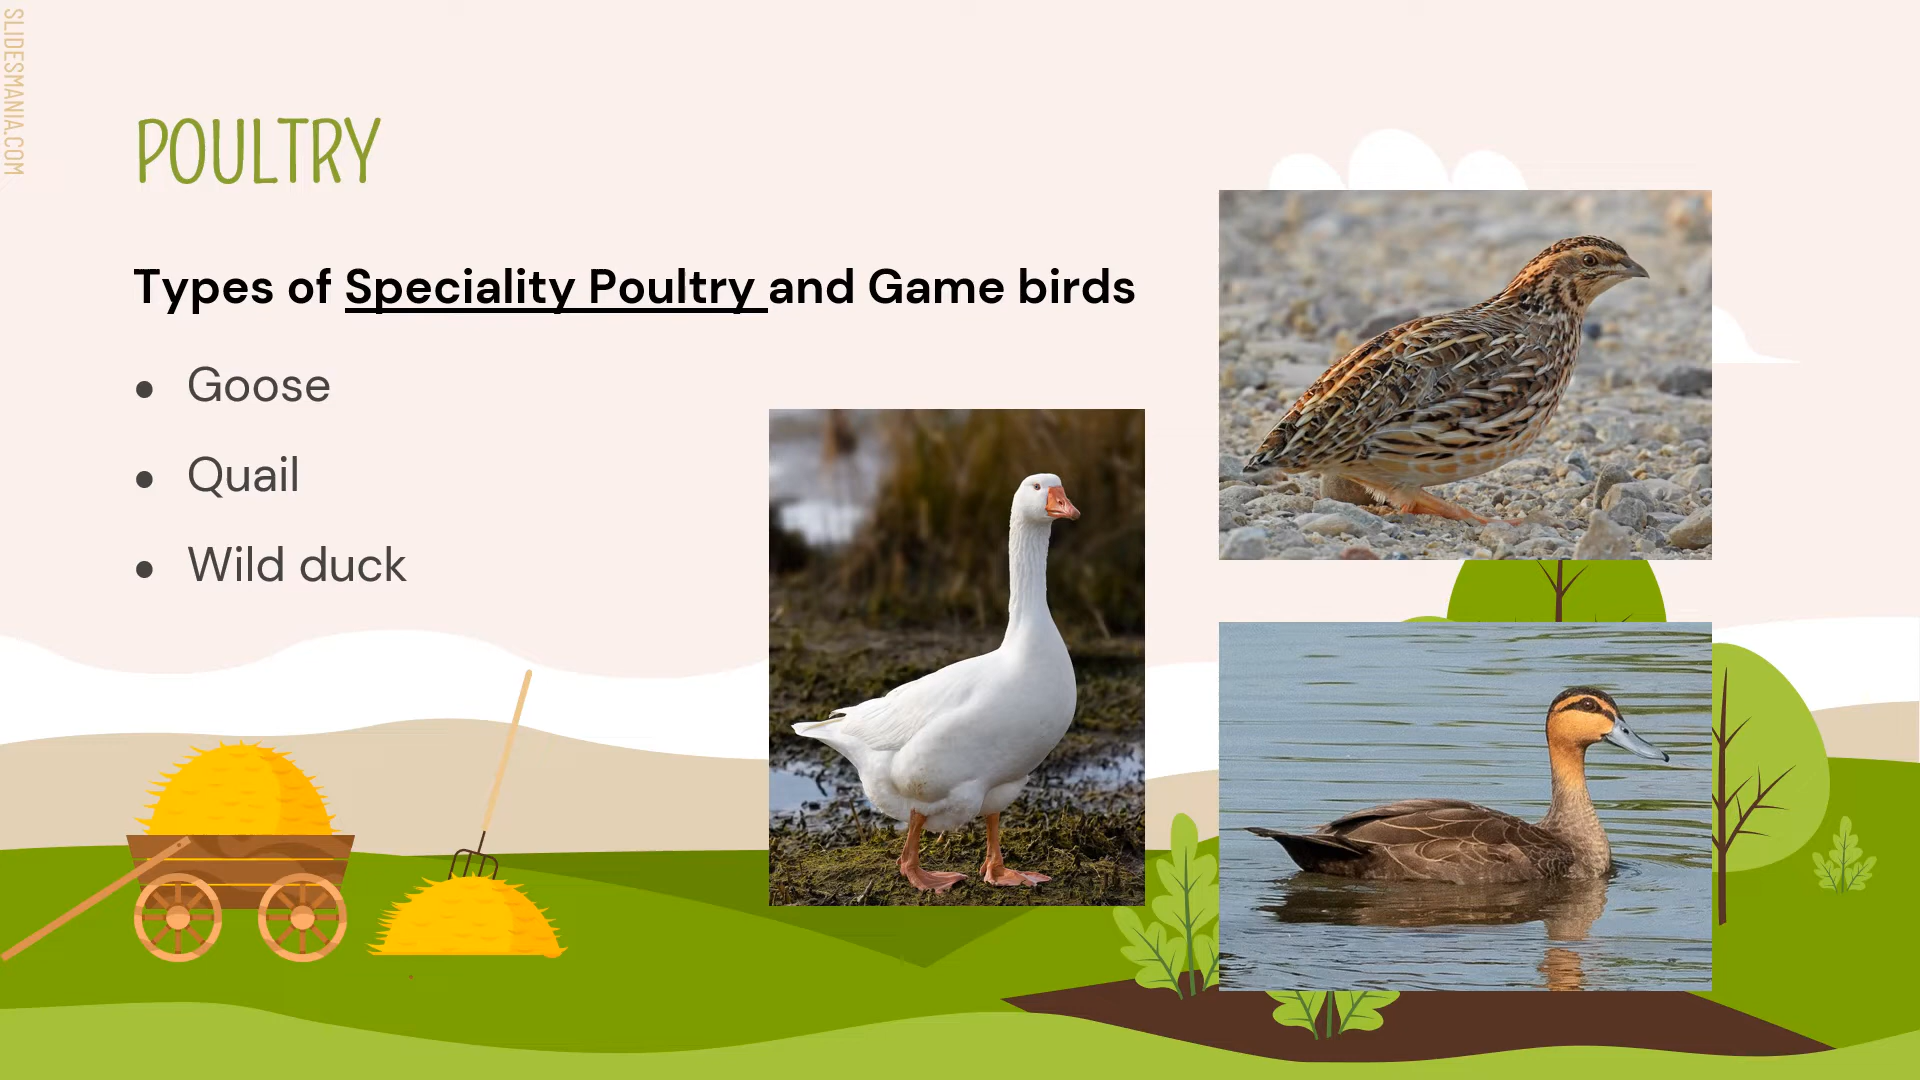 SLIDESMANIA.COM
POULTRY
Types of Speciality Poultry and Game birds
● Goose
● Quail
● Wild duck